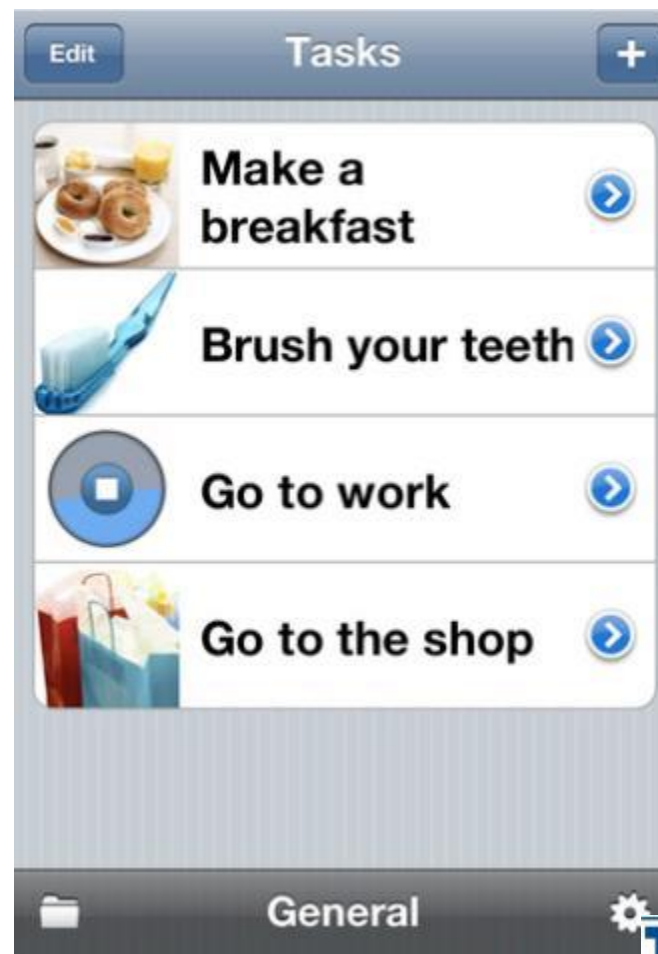 Edit
Tasks
+
Make a
breakfast
Brush your teeth
Go to work
Go to the shop
General